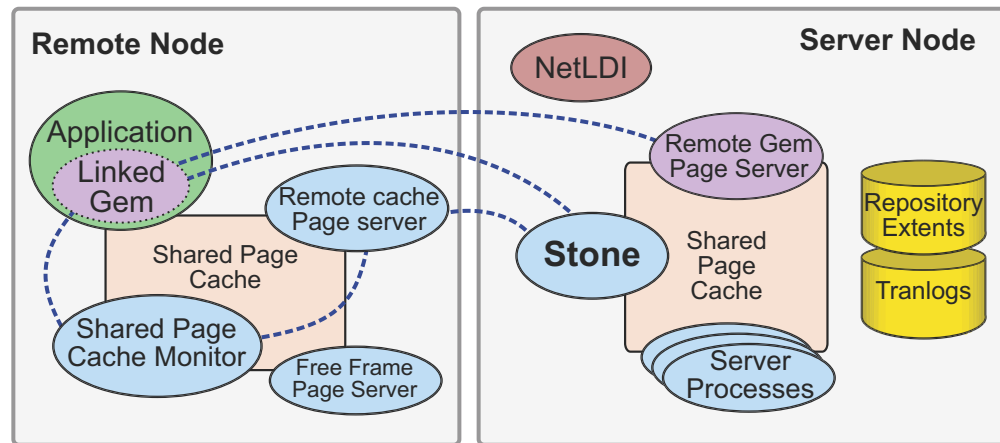 Remote Node
Application
Linked
Gem
Remote cache
Page server
Shared Page
Cache
Shared Page
Cache Monitor
Free Frame
Page Server
Server Node
NetLDI
Remote Gem
Page Server
Stone
Shared
Page
Cache
Server
Processes
Repository
Extents
Tranlogs